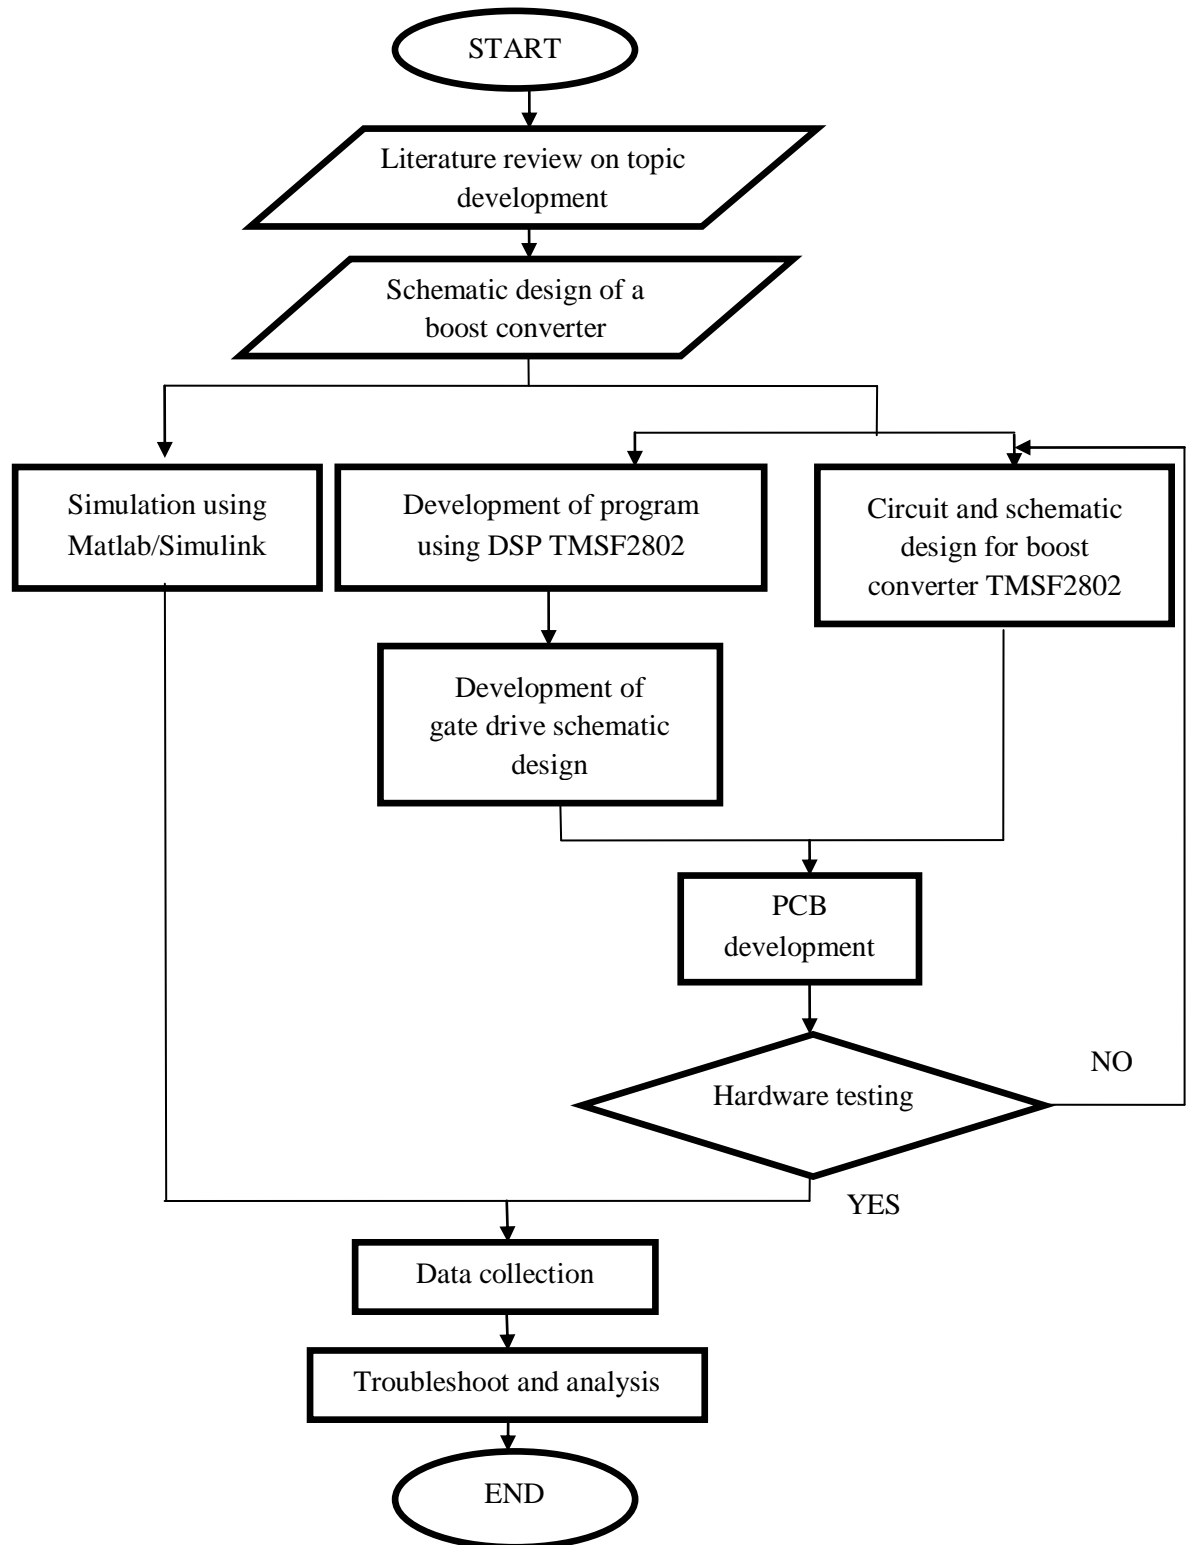 START
Literature review on topic
development
Schematic design of a
boost converter
Simulation using
Matlab/Simulink
Development of program
using DSP TMSF2802
Circuit and schematic
design for boost
converter TMSF2802
Development of
gate drive schematic
design
PCB
development
Hardware testing
NO
YES
Data collection
Troubleshoot and analysis
END